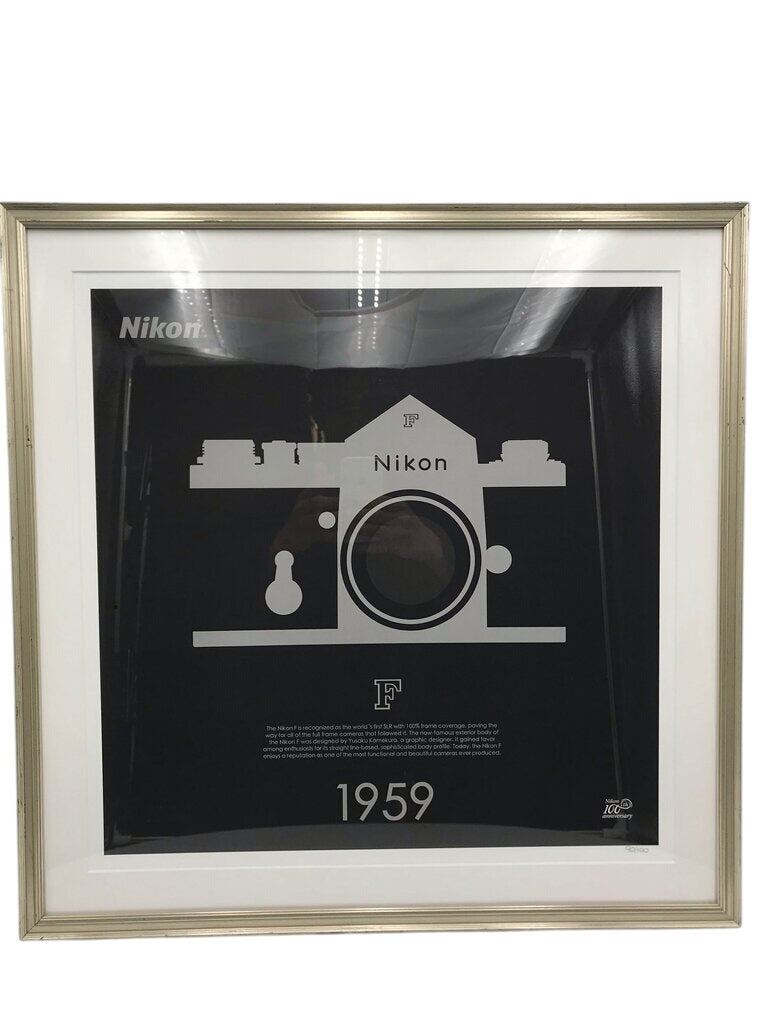 Nikon
F
Nikon
F
The Nikon F is recognized as the world's first SLR with 100% frame coverage, paving the
way for all of the full frame cameras that followed it. The now-famous exterior body of
the Nikon F was designed by Yusaku Kamekura, a graphic designer. It gained favor
among enthusiasts for its straight line-based, sophisticated body profile. Today, the Nikon F
enjoys a reputation as one of the most functional and beautiful cameras ever produced.
1959
Nikon
100th
anniversary